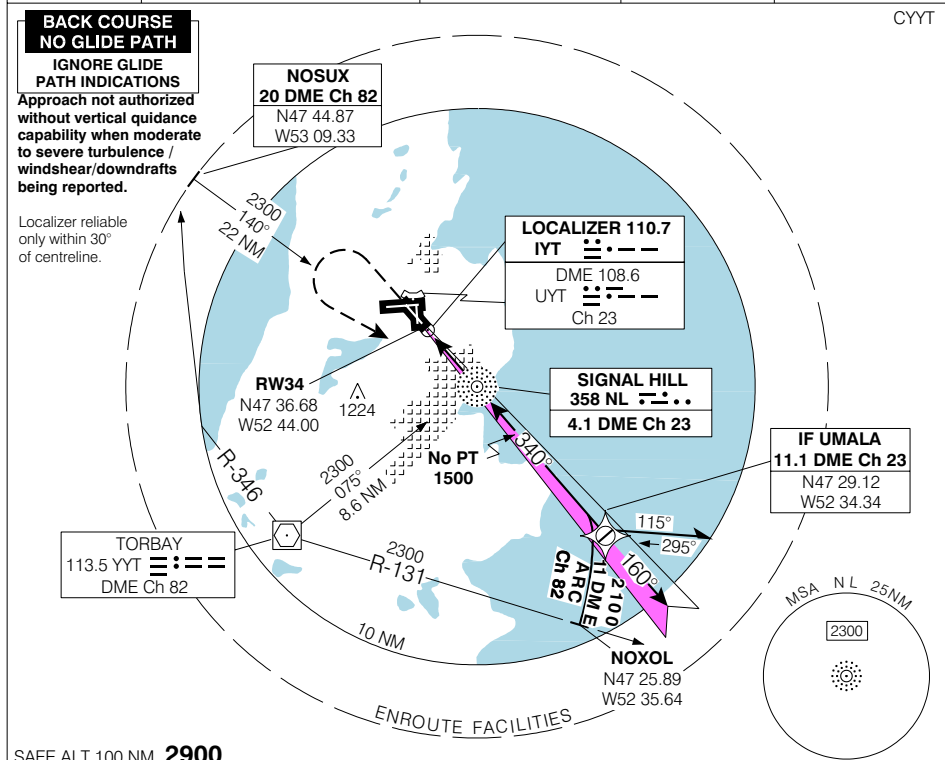 CYYT
BACK COURSE
NO GLIDE PATH
IGNORE GLIDE
PATH INDICATIONS
Approach not authorized
without vertical quidance
capability when moderate
to severe turbulence /
windshear/downdrafts
being reported.
Localizer reliable
only within 30°
of centreline.
NOSUX
20 DME Ch 82
N47 44.87
W53 09.33
2300
140°
22 NM
LOCALIZER 110.7
IYT
DME 108.6
UYT
Ch 23
RW34
N47 36.68
W52 44.00
1224
SIGNAL HILL
358 NL
4.1 DME Ch 23
No PT
1500
340°
IF UMALA
11.1 DME Ch 23
N47 29.12
W52 34.34
R-346
2300
075°
8.6 NM
115°
295°
160°
TORBAY
113.5 YYT
DME Ch 82
2300
R-131
2100
11 DME
ARC
Ch 82
10 NM
NOXOL
N47 25.89
W52 35.64
MSA NL 25NM
2300
ENROUTE FACILITIES
SAFE ALT 100 NM 2900